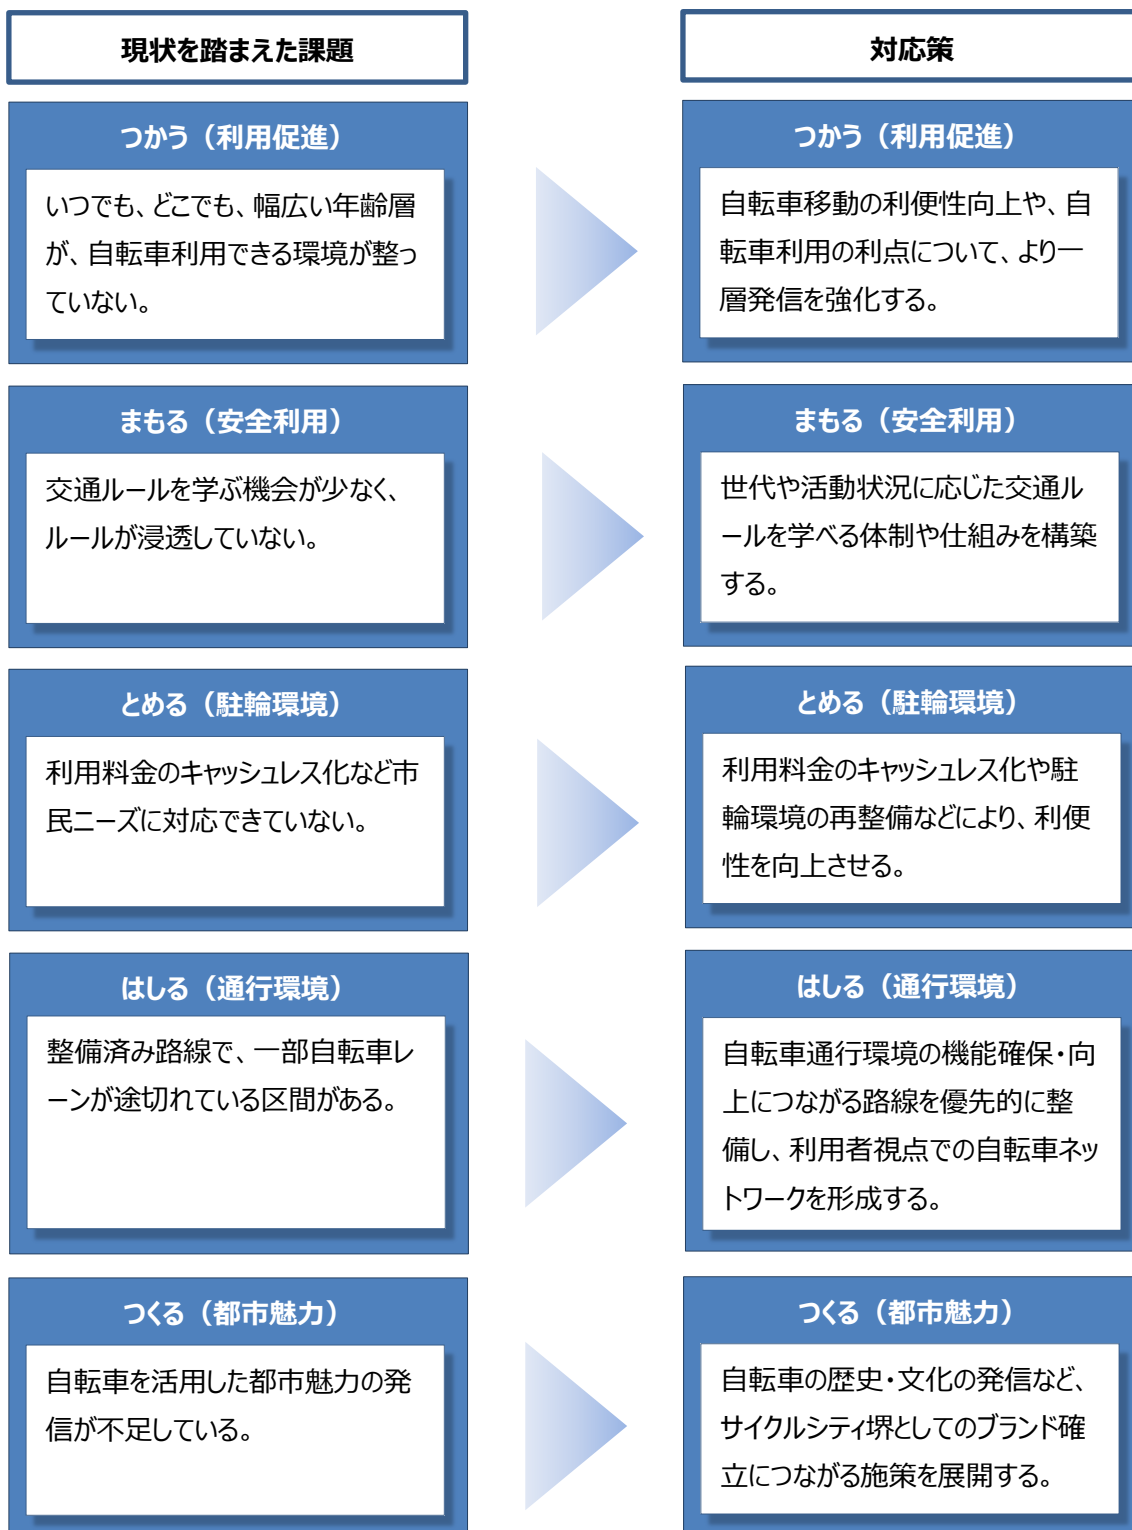 現状を踏まえた課題
対応策
つかう（利用促進）
いつでも、どこでも、幅広い年齢層
が、自転車利用できる環境が整っ
ていない。
つかう（利用促進）
自転車移動の利便性向上や、自
転車利用の利点について、より一
層発信を強化する。
まもる（安全利用）
交通ルールを学ぶ機会が少なく、
ルールが浸透していない。
まもる（安全利用）
世代や活動状況に応じた交通ル
ールを学べる体制や仕組みを構築
する。
とめる（駐輪環境）
利用料金のキャッシュレス化など市
民ニーズに対応できていない。
とめる（駐輪環境）
利用料金のキャッシュレス化や駐
輪環境の再整備などにより、利便
性を向上させる。
はしる（通行環境）
整備済み路線で、一部自転車レ
ーンが途切れている区間がある。
はしる（通行環境）
自転車通行環境の機能確保・向
上につながる路線を優先的に整
備し、利用者視点での自転車ネッ
トワークを形成する。
つくる（都市魅力）
自転車を活用した都市魅力の発
信が不足している。
つくる（都市魅力）
自転車の歴史・文化の発信など、
サイクルシティ堺としてのブランド確
立につながる施策を展開する。